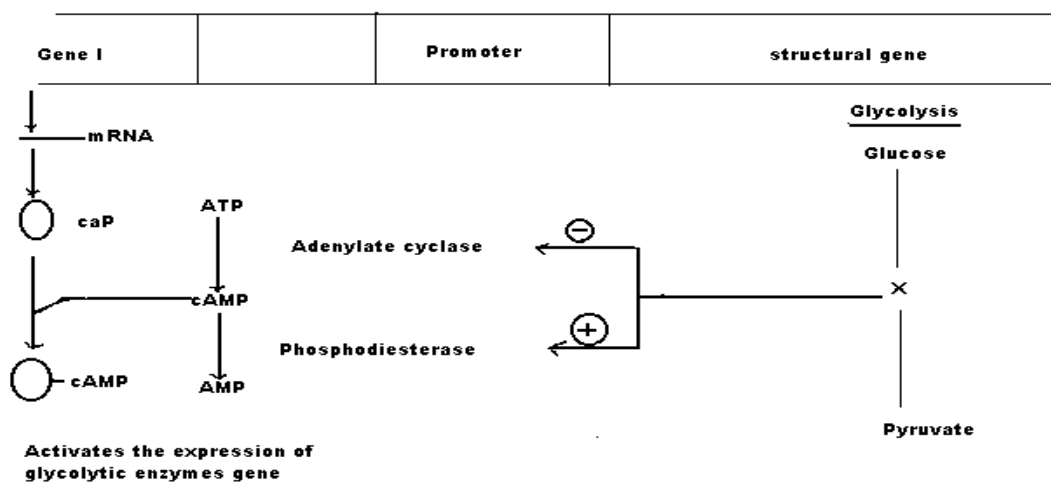 Gene I
Promoter
structural gene
Glycolysis
Glucose
mRNA
caP
ATP
Adenylate cyclase
−
cAMP
X
+
Phosphodiesterase
cAMP
AMP
Pyruvate
Activates the expression of
glycolytic enzymes gene